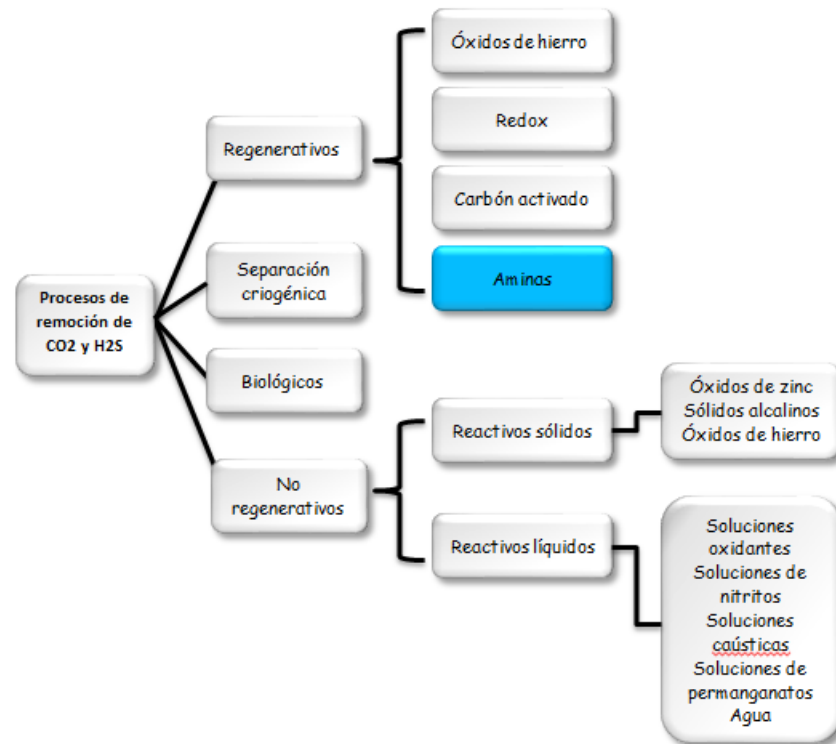 Óxidos de hierro
Redox
Regenerativos
Carbón activado
Aminas
Separación
criogénica
Procesos de
remoción de
CO2 y H2S
Biológicos
Reactivos sólidos
Óxidos de zinc
Sólidos alcalinos
Óxidos de hierro
No
regenerativos
Reactivos líquidos
Soluciones
oxidantes
Soluciones de
nitritos
Soluciones
caústicas
Soluciones de
permanganatos
Agua